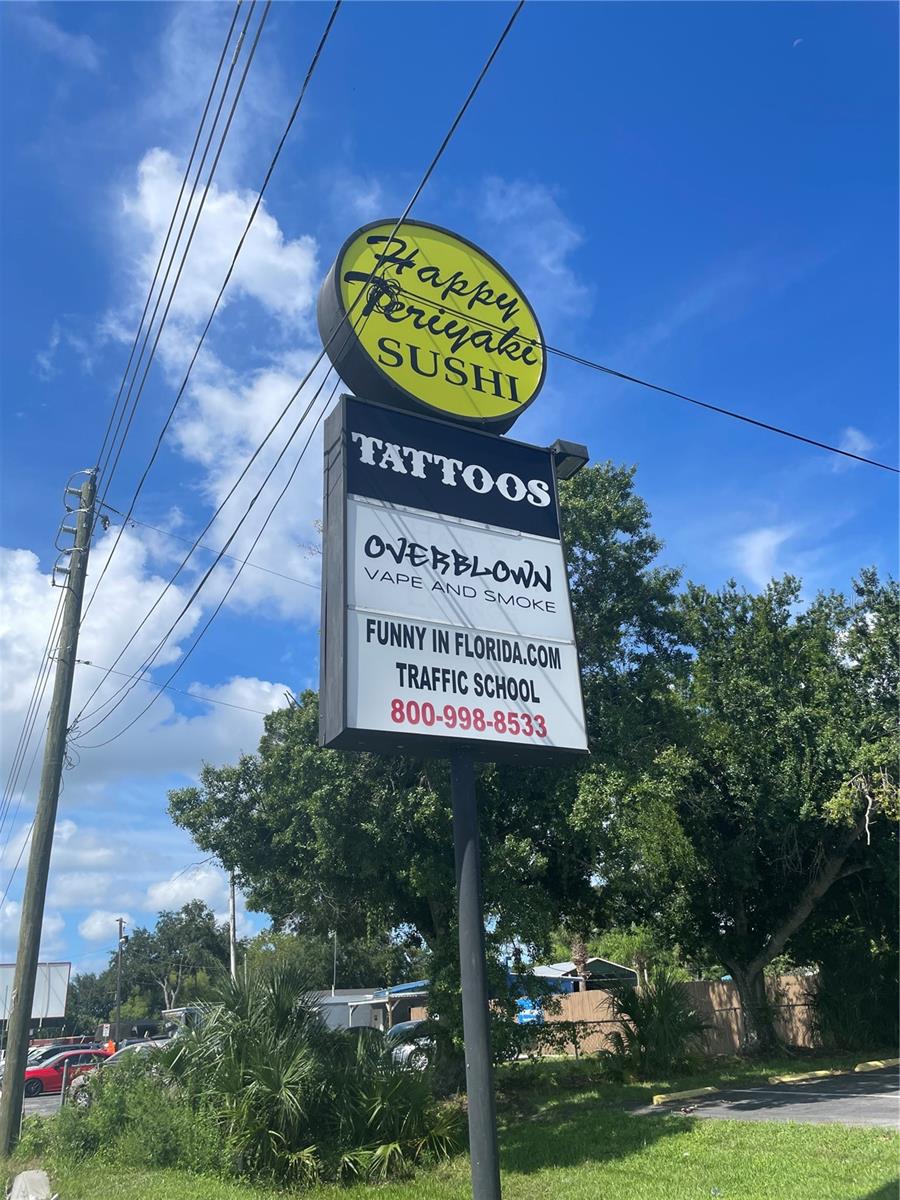 Happy
Teriyaki
SUSHI
TATTOOS
OVERBLOWN
VAPE AND SMOKE
FUNNY IN FLORIDA.COM
TRAFFIC SCHOOL
800-998-8533